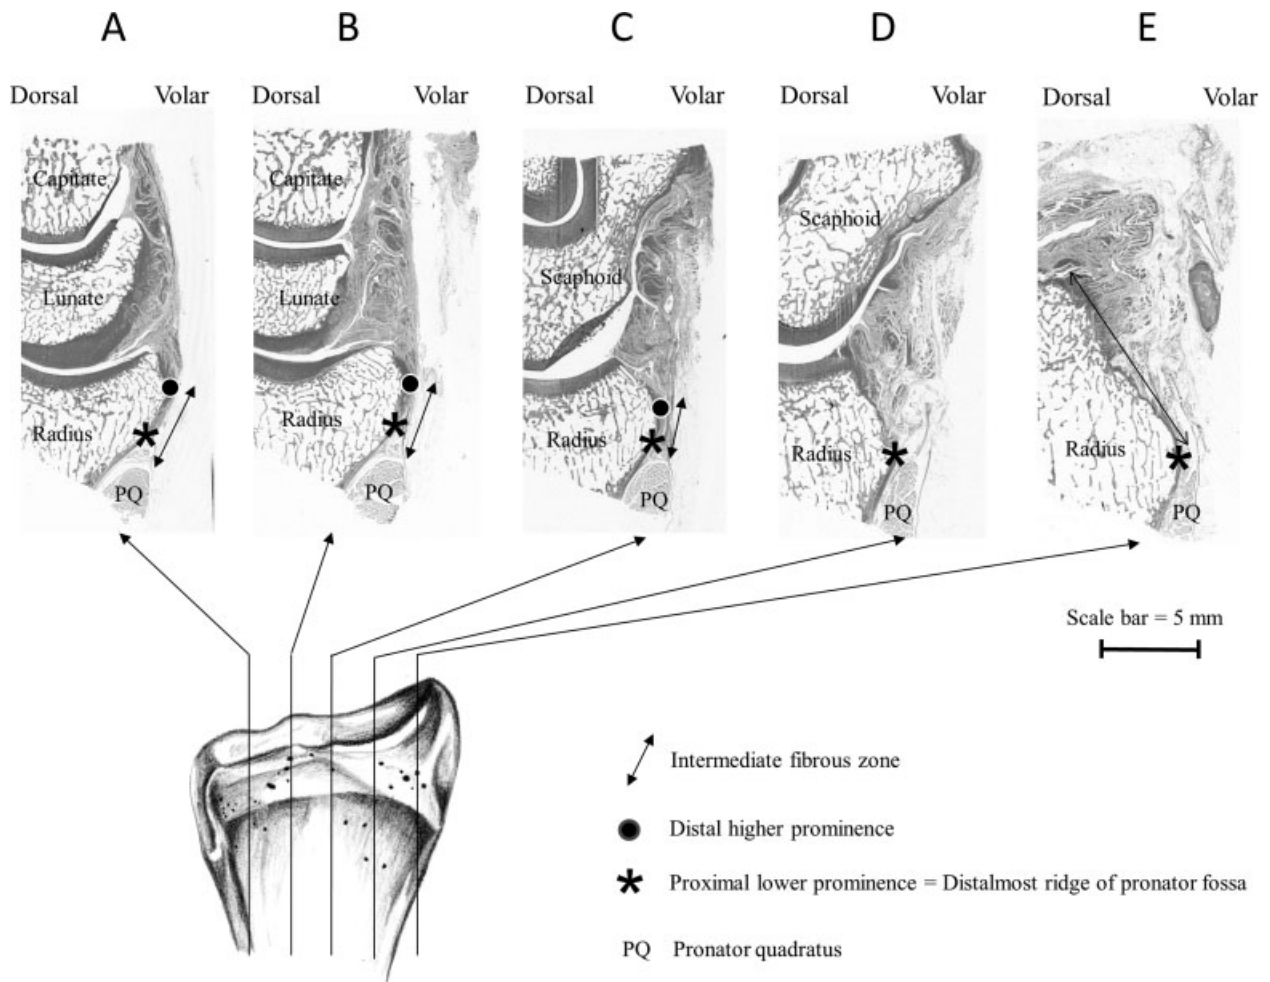 A B C D E
Dorsal Volar Dorsal Volar Dorsal Volar Dorsal Volar Dorsal Volar
Capitate
Lunate
Radius
PQ
Capitate
Lunate
Radius
PQ
Scaphoid
Radius
PQ
Scaphoid
Radius
PQ
Radius
PQ
Scale bar = 5 mm
Intermediate fibrous zone
Distal higher prominence
Proximal lower prominence = Distalmost ridge of pronator fossa
PQ Pronator quadratus